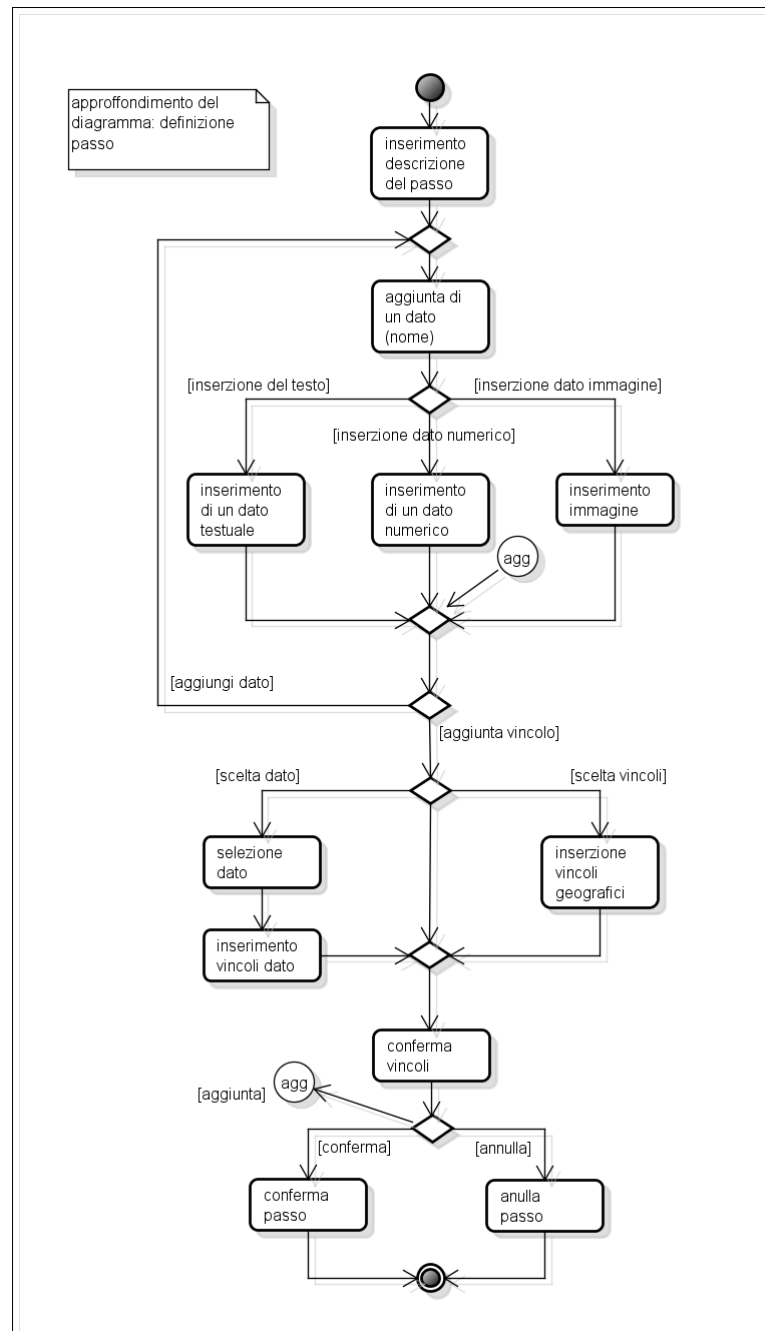 approffondimento del
diagramma: definizione
passo
inserimento
descrizione
del passo
aggiunta di
un dato
(nome)
[inserzione del testo]
[inserzione dato immagine]
[inserzione dato numerico]
inserimento
di un dato
testuale
inserimento
di un dato
numerico
inserimento
immagine
agg
[aggiungi dato]
[aggiunta vincolo]
[scelta dato]
[scelta vincoli]
selezione
dato
inserzione
vincoli
geografici
inserimento
vincoli dato
conferma
vincoli
agg
[aggiunta]
[conferma]
[annulla]
conferma
passo
anulla
passo